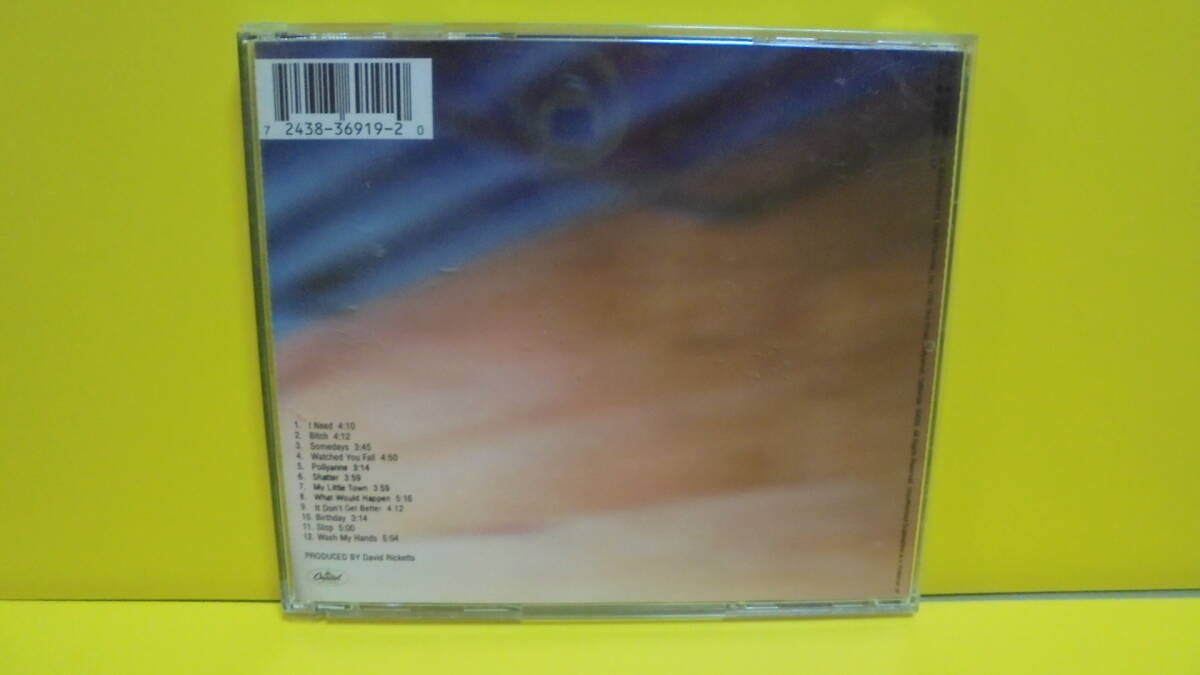 7 2438-36919-2 0
1. I Need 4:10
2. Bitch 4:12
3. Somedays 3:45
4. Watched You Fall 4:50
5. Pollyanne 3:14
6. Shatter 3:59
7. My Little Town 3:59
8. What Would Happen 5:16
9. It Don't Get Better 4:12
10. Birthday 3:14
11. Stop 5:00
12. Wash My Hands 5:04
PRODUCED BY David Ricketts
Capitol